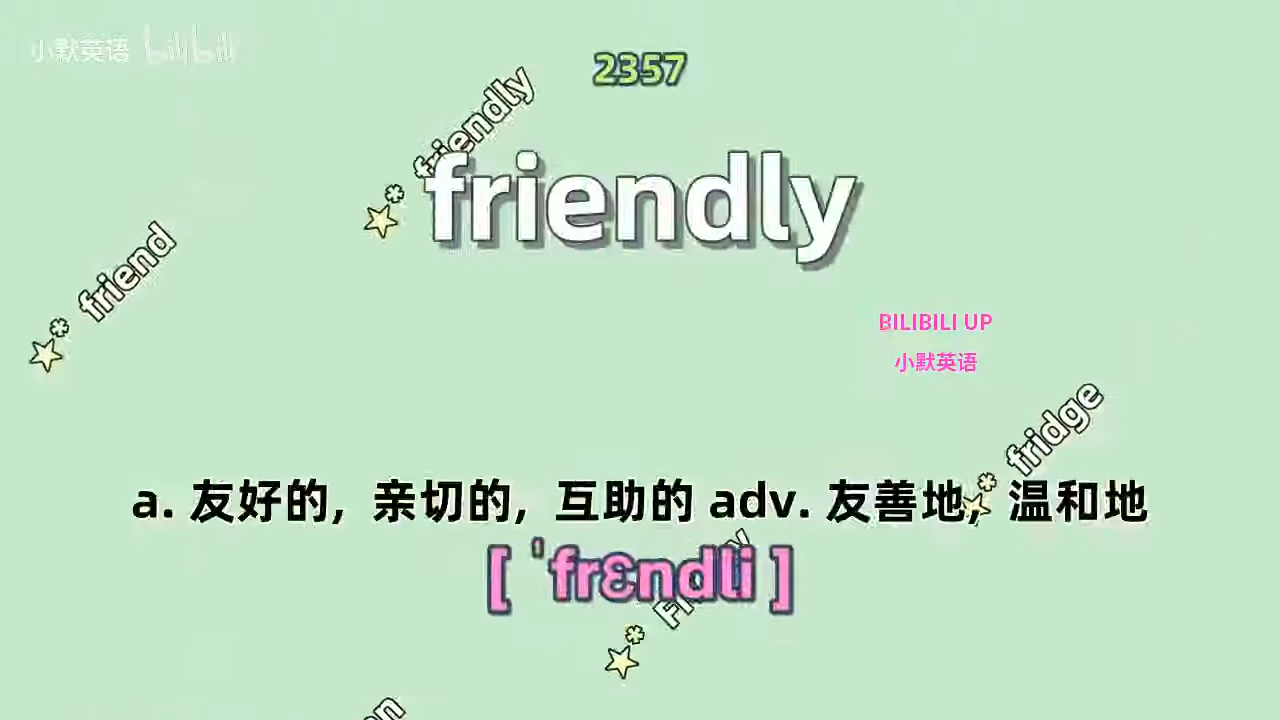 小默英语 bilibili
2357
friendly
friendly
friend
BILIBILI UP
小默英语
fridge
a. 友好的, 亲切的, 互助的 adv. 友善地, 温和地
[ ˈfrɛndli ]